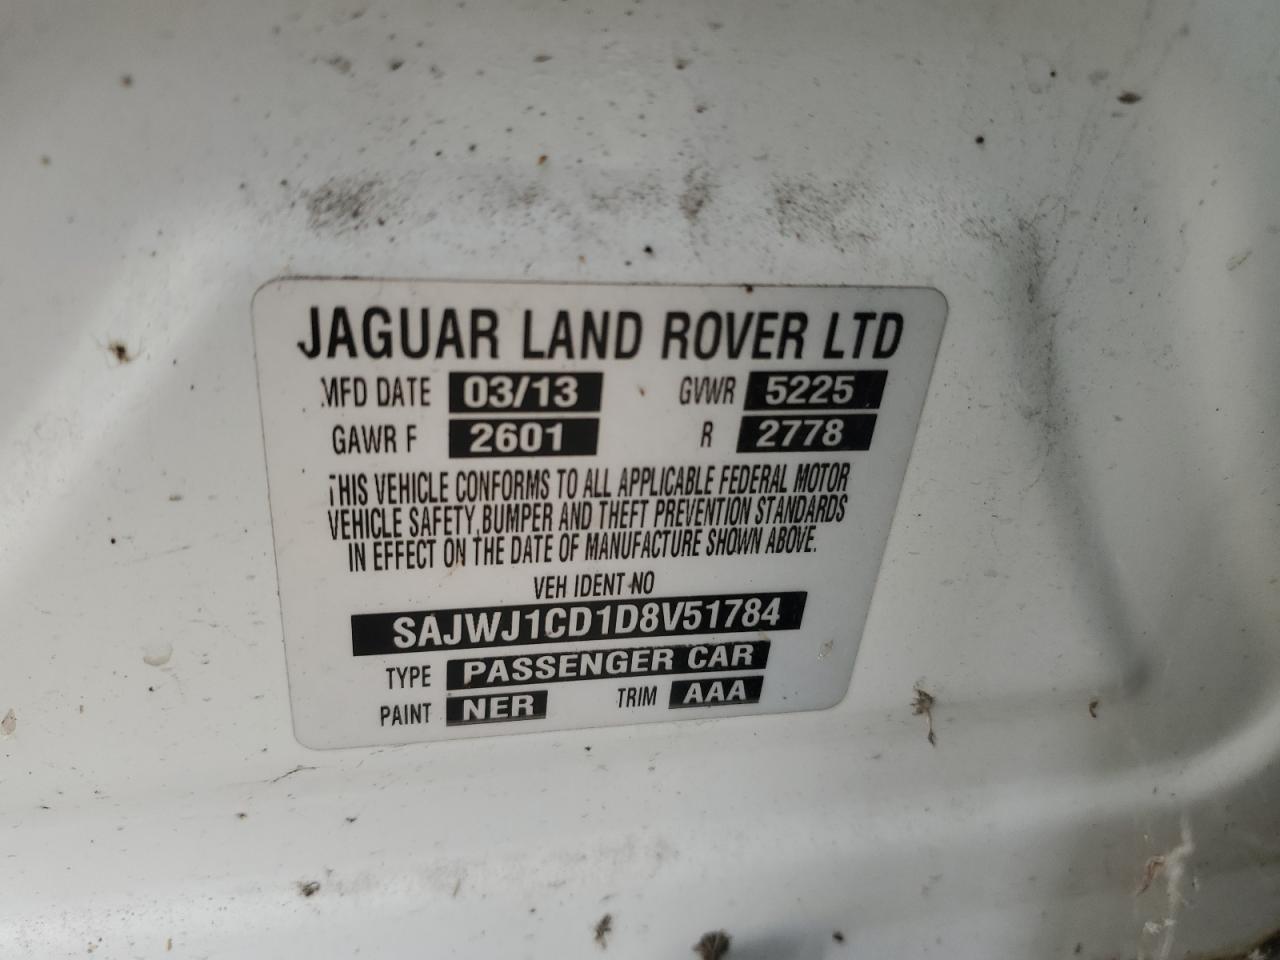 JAGUAR LAND ROVER LTD
MFD DATE 03/13 GVWR 5225
GAWR F 2601 R 2778
THIS VEHICLE CONFORMS TO ALL APPLICABLE FEDERAL MOTOR
VEHICLE SAFETY, BUMPER AND THEFT PREVENTION STANDARDS
IN EFFECT ON THE DATE OF MANUFACTURE SHOWN ABOVE.
VEH IDENT NO
SAJWJ1CD1D8V51784
TYPE PASSENGER CAR
PAINT NER TRIM AAA